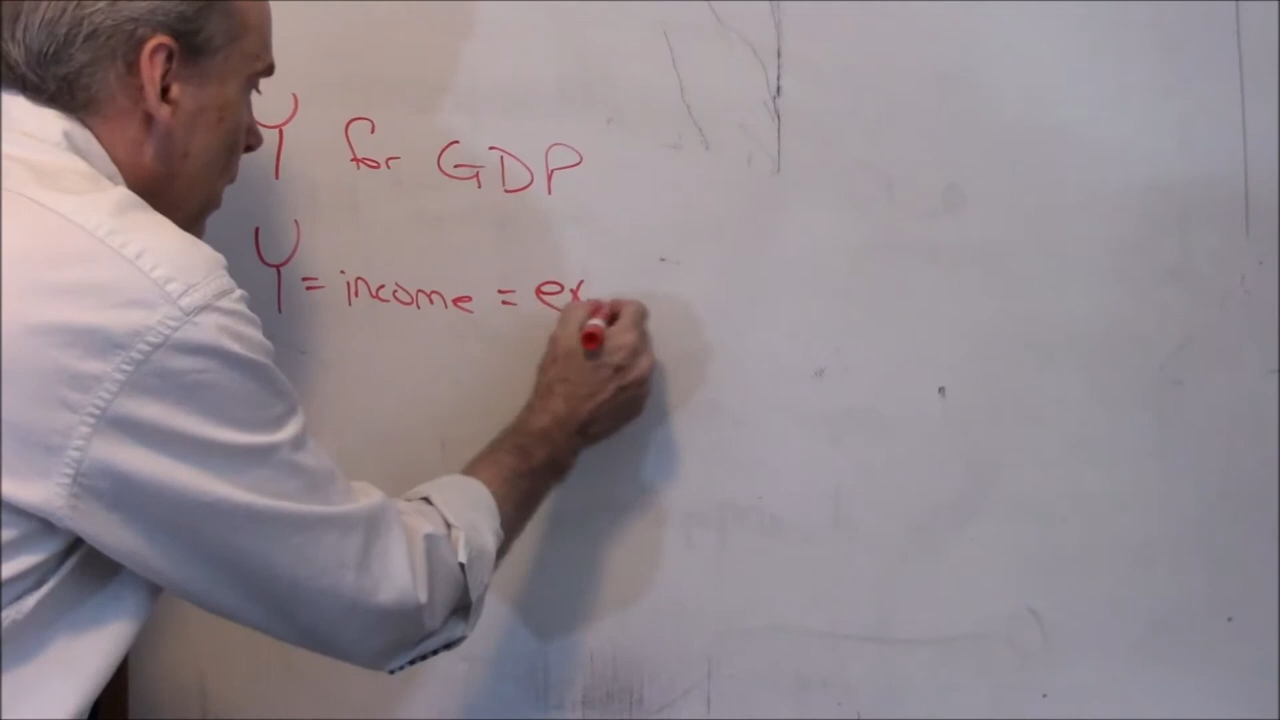 Y for GDP
Y = income = ex